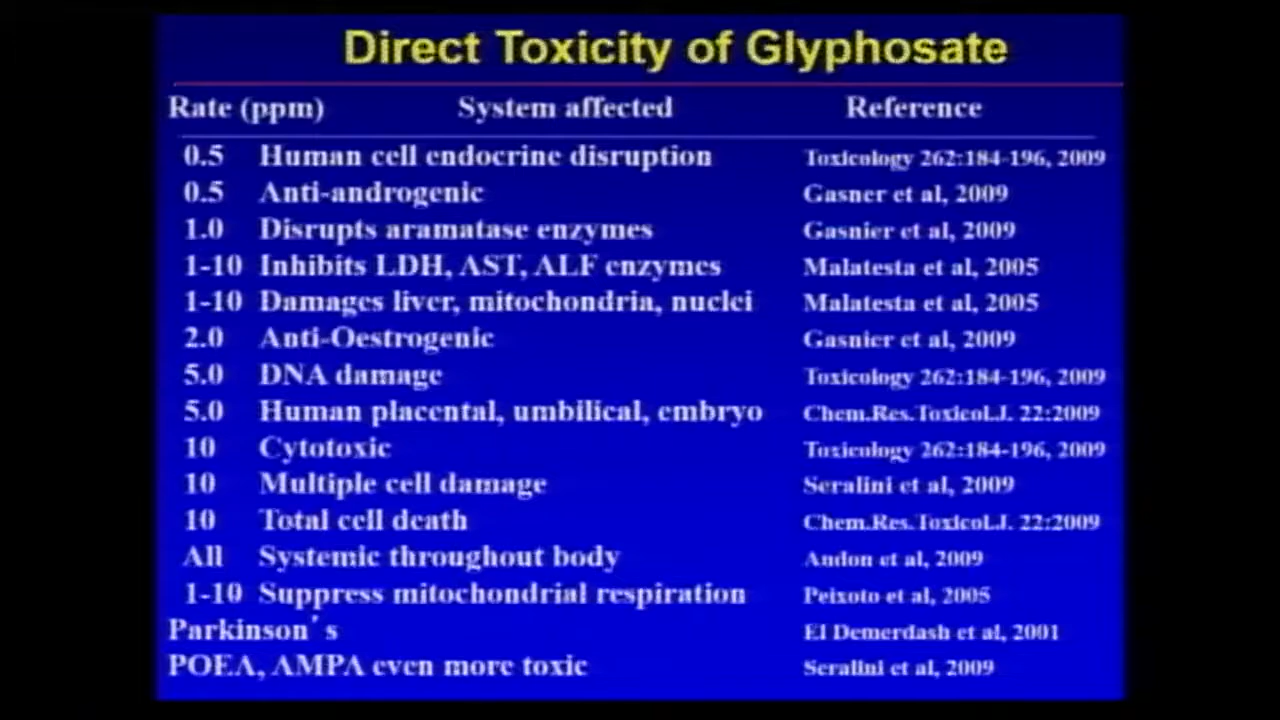 Direct Toxicity of Glyphosate
Rate (ppm) System affected Reference
0.5 Human cell endocrine disruption Toxicology 262:184-196, 2009
0.5 Anti-androgenic Gasner et al, 2009
1.0 Disrupts aramatase enzymes Gasnier et al, 2009
1-10 Inhibits LDH, AST, ALF enzymes Malatesta et al, 2005
1-10 Damages liver, mitochondria, nuclei Malatesta et al, 2005
2.0 Anti-Oestrogenic Gasnier et al, 2009
5.0 DNA damage Toxicology 262:184-196, 2009
5.0 Human placental, umbilical, embryo Chem.Res.Toxicol.J. 22:2009
10 Cytotoxic Toxicology 262:184-196, 2009
10 Multiple cell damage Seralini et al, 2009
10 Total cell death Chem.Res.Toxicol.J. 22:2009
All Systemic throughout body Andon et al, 2009
1-10 Suppress mitochondrial respiration Peixoto et al, 2005
Parkinson's El Demerdash et al, 2001
POEA, AMPA even more toxic Seralini et al, 2009